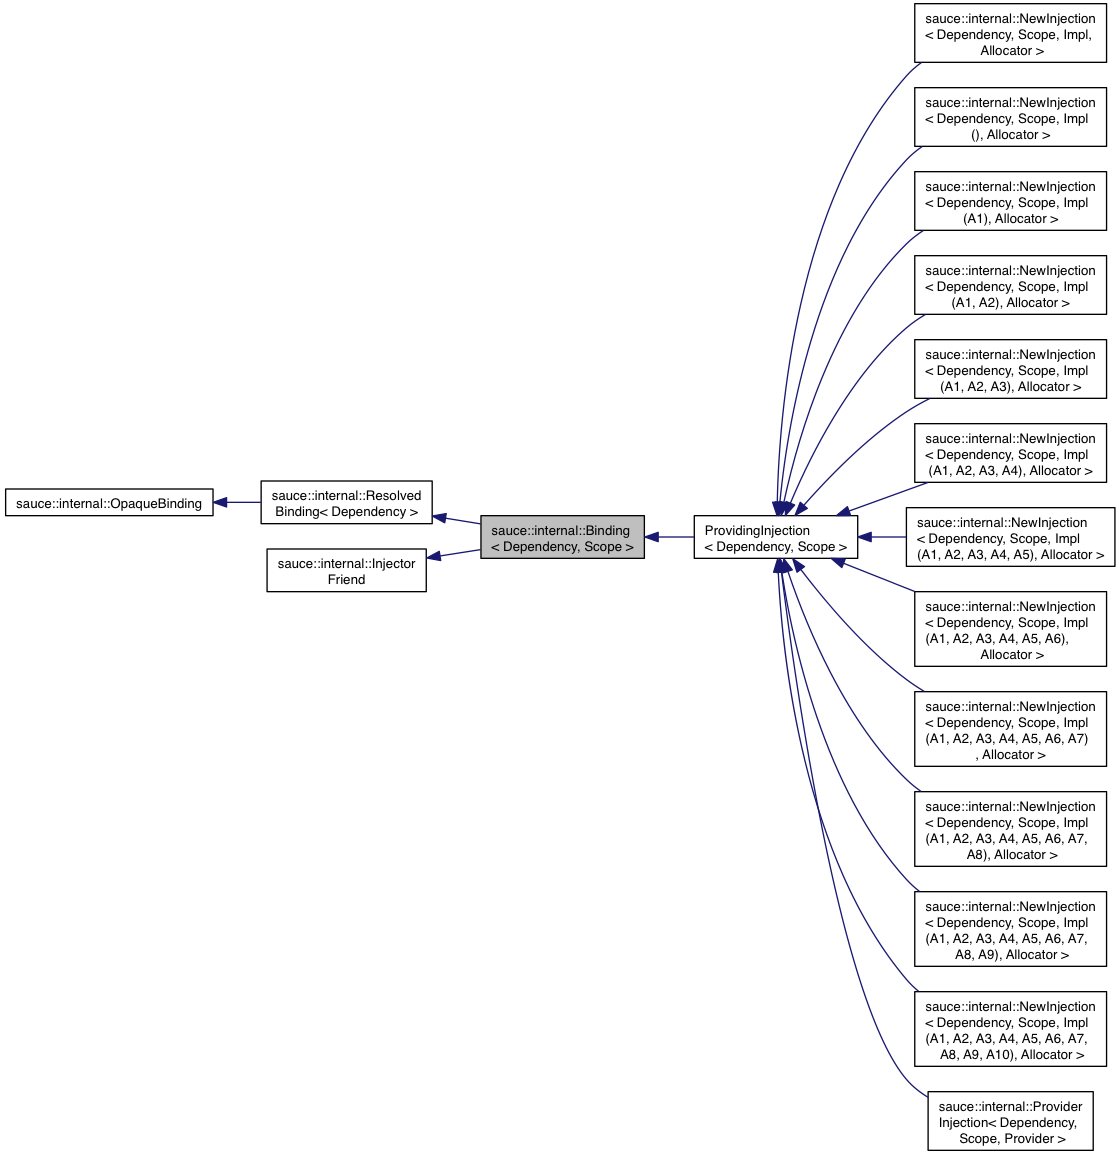 sauce::internal::NewInjection
< Dependency, Scope, Impl,
Allocator >
sauce::internal::NewInjection
< Dependency, Scope, Impl
(), Allocator >
sauce::internal::NewInjection
< Dependency, Scope, Impl
(A1), Allocator >
sauce::internal::NewInjection
< Dependency, Scope, Impl
(A1, A2), Allocator >
sauce::internal::NewInjection
< Dependency, Scope, Impl
(A1, A2, A3), Allocator >
sauce::internal::NewInjection
< Dependency, Scope, Impl
(A1, A2, A3, A4), Allocator >
sauce::internal::OpaqueBinding
sauce::internal::Resolved
Binding< Dependency >
sauce::internal::Injector
Friend
sauce::internal::Binding
< Dependency, Scope >
ProvidingInjection
< Dependency, Scope >
sauce::internal::NewInjection
< Dependency, Scope, Impl
(A1, A2, A3, A4, A5), Allocator >
sauce::internal::NewInjection
< Dependency, Scope, Impl
(A1, A2, A3, A4, A5, A6),
Allocator >
sauce::internal::NewInjection
< Dependency, Scope, Impl
(A1, A2, A3, A4, A5, A6, A7)
, Allocator >
sauce::internal::NewInjection
< Dependency, Scope, Impl
(A1, A2, A3, A4, A5, A6, A7,
A8), Allocator >
sauce::internal::NewInjection
< Dependency, Scope, Impl
(A1, A2, A3, A4, A5, A6, A7,
A8, A9), Allocator >
sauce::internal::NewInjection
< Dependency, Scope, Impl
(A1, A2, A3, A4, A5, A6, A7,
A8, A9, A10), Allocator >
sauce::internal::Provider
Injection< Dependency,
Scope, Provider >